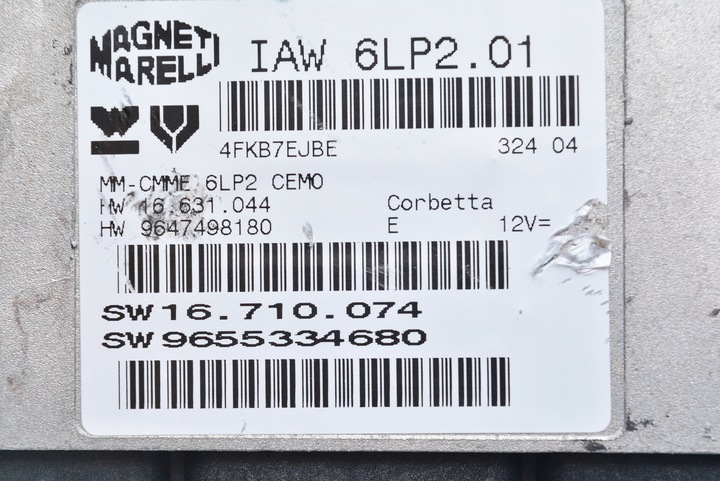 MAGNETI
MARELLI
IAW 6LP2.01
4FKB7EJBE 324 04
MM-CMME 6LP2 CEMO
HW 16.631.044 Corbetta
HW 9647498180 E 12V=
SW 16.710.074
SW 9655334680